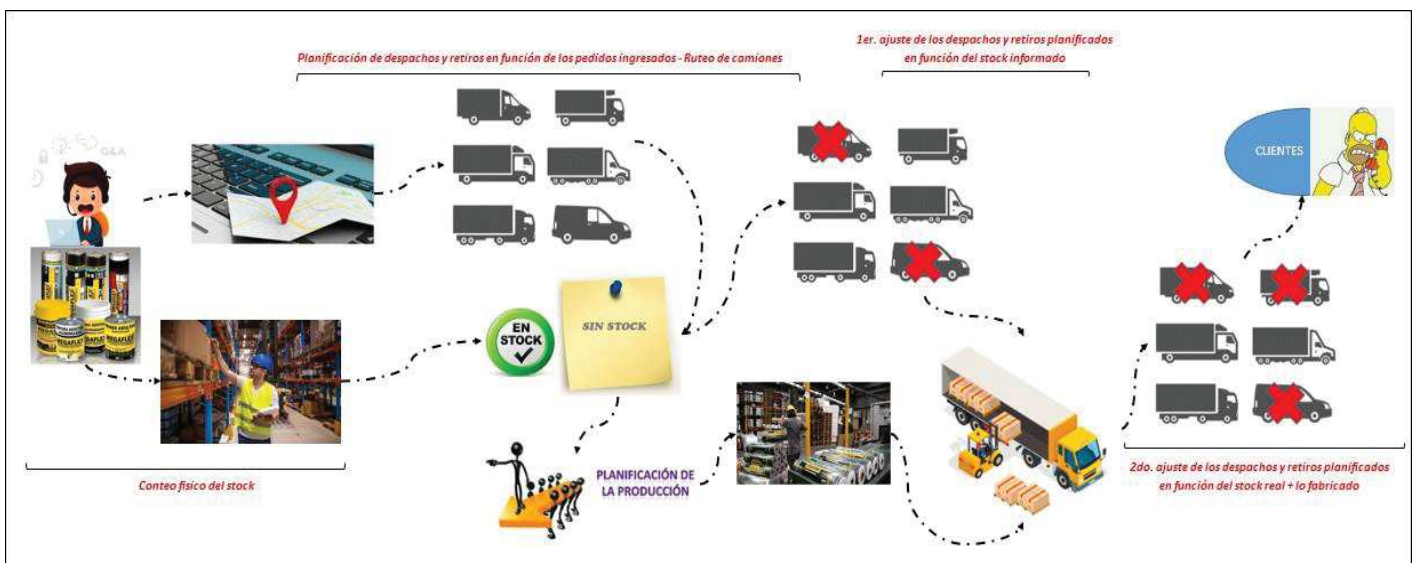 Planificación de despachos y retiros en función de los pedidos ingresados - Ruteo de camiones
1er. ajuste de los despachos y retiros planificados
en función del stock informado
Q&A
CLIENTES
EN
STOCK
SIN STOCK
MEGAFLEX
Conteo fisico del stock
PLANIFICACIÓN DE
LA PRODUCCIÓN
2do. ajuste de los despachos y retiros planificados
en función del stock real + lo fabricado